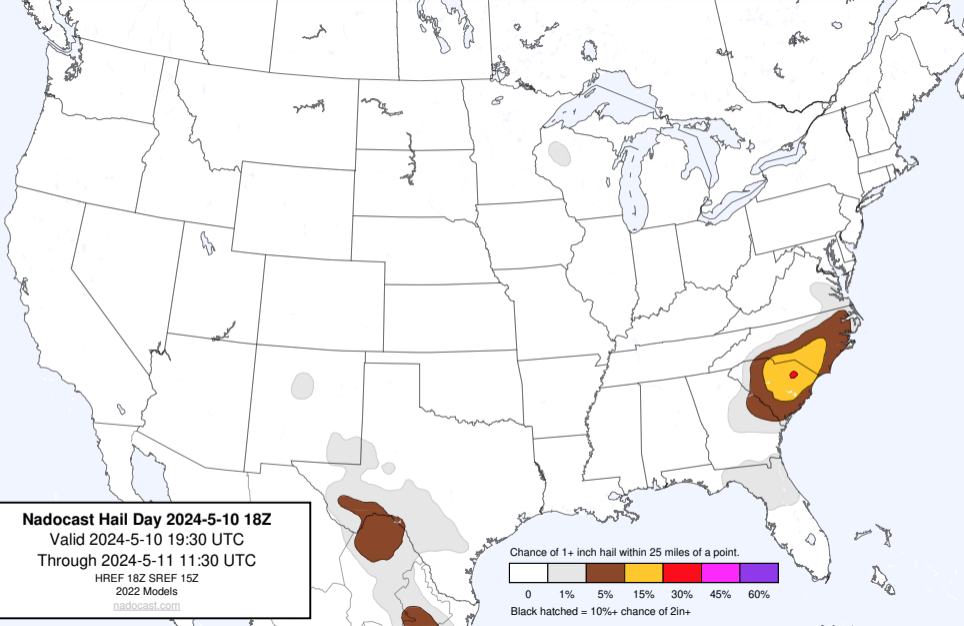 Nadocast Hail Day 2024-5-10 18Z
Valid 2024-5-10 19:30 UTC
Through 2024-5-11 11:30 UTC
HREF 18Z SREF 15Z
2022 Models
nadocast.com
Chance of 1+ inch hail within 25 miles of a point.
0 1% 5% 15% 30% 45% 60%
Black hatched = 10%+ chance of 2in+